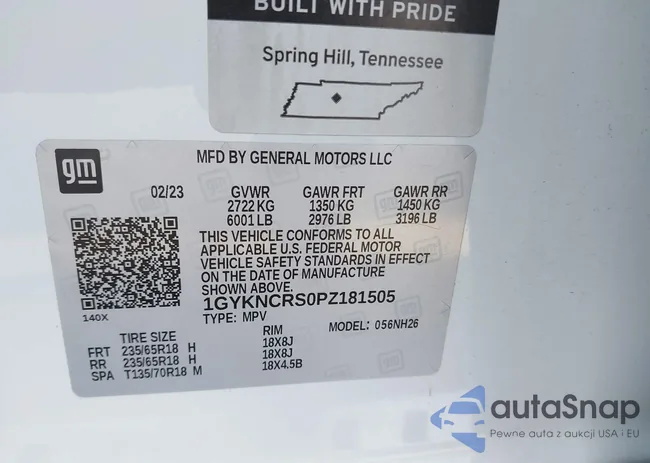 BUILT WITH PRIDE
Spring Hill, Tennessee
gm
MFD BY GENERAL MOTORS LLC
02/23 GVWR GAWR FRT GAWR RR
2722 KG 1350 KG 1450 KG
6001 LB 2976 LB 3196 LB
THIS VEHICLE CONFORMS TO ALL
APPLICABLE U.S. FEDERAL MOTOR
VEHICLE SAFETY STANDARDS IN EFFECT
ON THE DATE OF MANUFACTURE
SHOWN ABOVE.
1GYKNCRS0PZ181505
140X
TYPE: MPV MODEL: 056NH26
TIRE SIZE RIM
FRT 235/65R18 H 18X8J
RR 235/65R18 H 18X8J
SPA T135/70R18 M 18X4.5B
autaSnap
Pewne auta z aukcji USA i EU